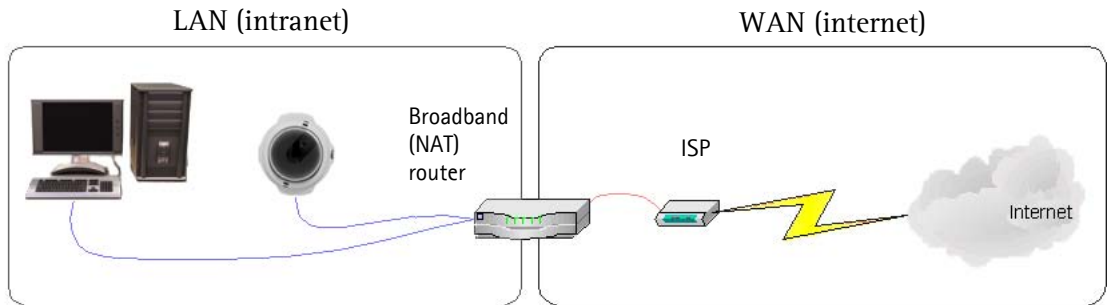 LAN (intranet)
WAN (internet)
Broadband
(NAT)
router
ISP
Internet